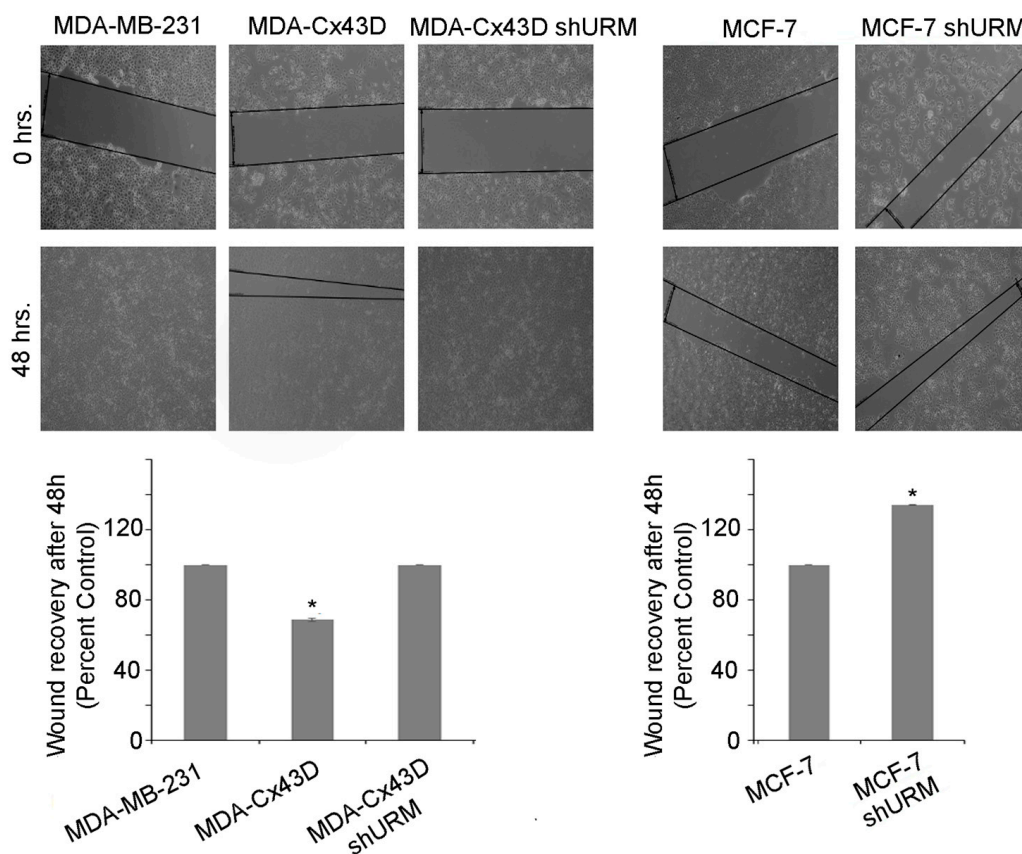 MDA-MB-231 MDA-Cx43D MDA-Cx43D shURM MCF-7 MCF-7 shURM
0 hrs.
48 hrs.
Wound recovery after 48h
(Percent Control)
120
80
40
0
MDA-MB-231
MDA-Cx43D
MDA-Cx43D
shURM
*
Wound recovery after 48h
(Percent Control)
120
80
40
0
MCF-7
MCF-7
shURM
*